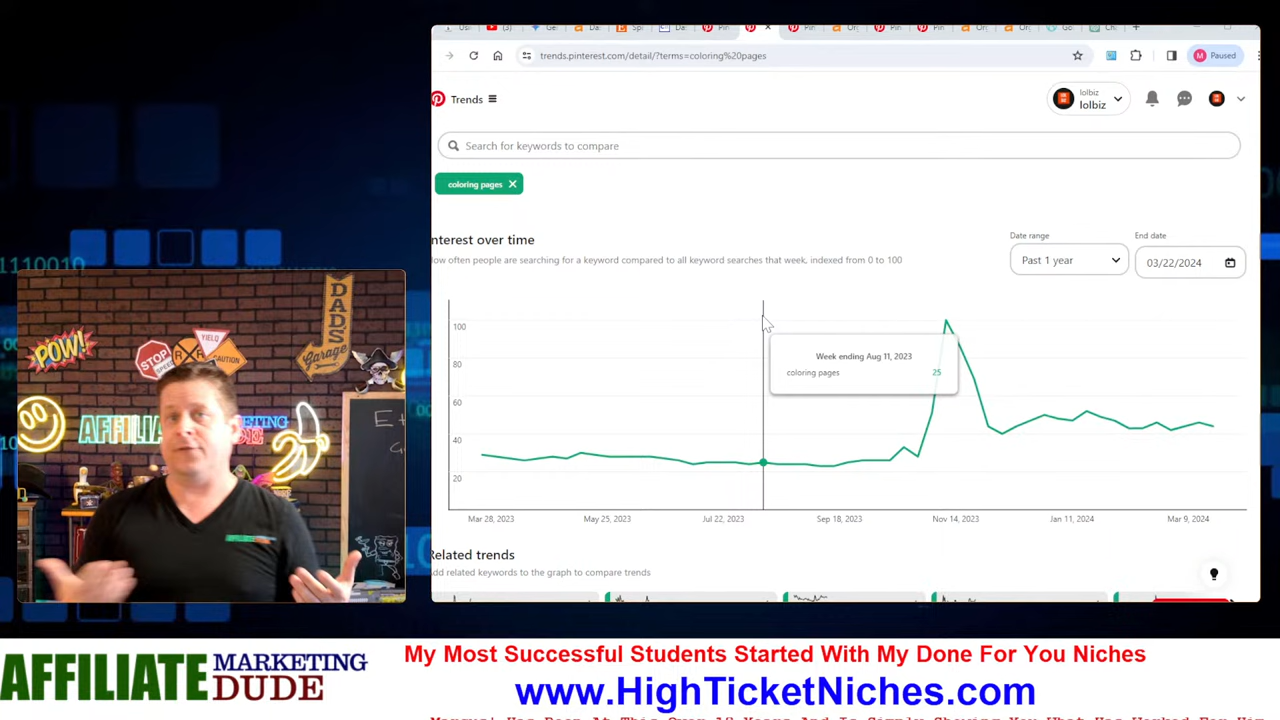 trends.pinterest.com/detail/?terms=coloring%20pages
Paused
Trends
lolbiz
lolbiz
Search for keywords to compare
coloring pages
nterest over time
ow often people are searching for a keyword compared to all keyword searches that week, indexed from 0 to 100
Date range
End date
Past 1 year
03/22/2024
100
80
60
40
20
Week ending Aug 11, 2023
coloring pages 25
Mar 28, 2023
May 25, 2023
Jul 22, 2023
Sep 18, 2023
Nov 14, 2023
Jan 11, 2024
Mar 9, 2024
Related trends
dd related keywords to the graph to compare trends
1110010
POW!
STOP
R R
YIELD
CAUTION
DADS
Garage
AFFILIA
MARKETING
AFFILIATE MARKETING DUDE
My Most Successful Students Started With My Done For You Niches
www.HighTicketNiches.com